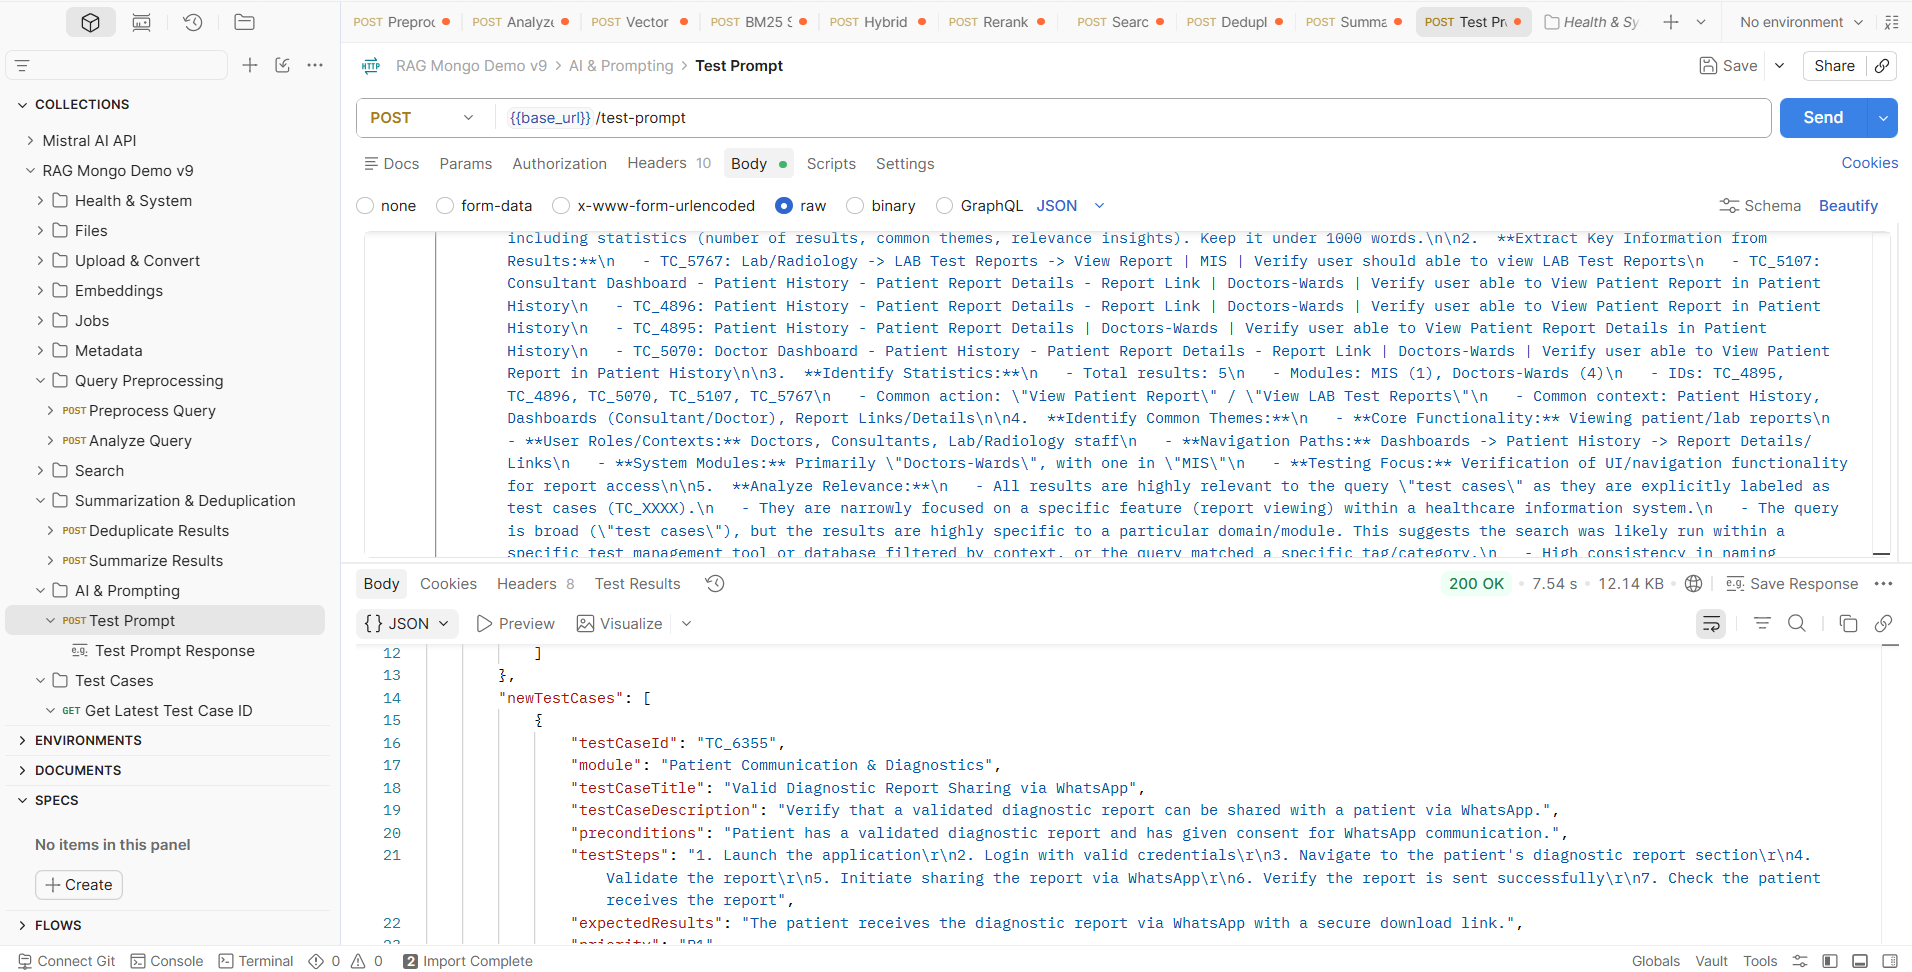 POST Preproc
POST Analyze
POST Vector
POST BM25 S
POST Hybrid
POST Rerank
POST Searc
POST Dedupl
POST Summa
POST Test Pr
Health & Sy
No environment
RAG Mongo Demo v9 > AI & Prompting > Test Prompt
Save
Share
COLLECTIONS
Mistral AI API
RAG Mongo Demo v9
Health & System
Files
Upload & Convert
Embeddings
Jobs
Metadata
Query Preprocessing
POST Preprocess Query
POST Analyze Query
Search
Summarization & Deduplication
POST Deduplicate Results
POST Summarize Results
AI & Prompting
POST Test Prompt
e.g. Test Prompt Response
Test Cases
GET Get Latest Test Case ID
ENVIRONMENTS
DOCUMENTS
SPECS
No items in this panel
+ Create
FLOWS
HTTP
POST
{{base_url}} /test-prompt
Send
Docs Params Authorization Headers 10 Body Scripts Settings
Cookies
none form-data x-www-form-urlencoded raw binary GraphQL JSON
Schema Beautify
including statistics (number of results, common themes, relevance insights). Keep it under 1000 words.\n\n2.  **Extract Key Information from
Results:**\n   - TC_5767: Lab/Radiology -> LAB Test Reports -> View Report | MIS | Verify user should able to view LAB Test Reports\n   - TC_5107:
Consultant Dashboard - Patient History - Patient Report Details - Report Link | Doctors-Wards | Verify user able to View Patient Report in Patient
History\n   - TC_4896: Patient History - Patient Report Details - Report Link | Doctors-Wards | Verify user able to View Patient Report in Patient
History\n   - TC_4895: Patient History - Patient Report Details | Doctors-Wards | Verify user able to View Patient Report Details in Patient
History\n   - TC_5070: Doctor Dashboard - Patient History - Patient Report Details - Report Link | Doctors-Wards | Verify user able to View Patient
Report in Patient History\n\n3.  **Identify Statistics:**\n   - Total results: 5\n   - Modules: MIS (1), Doctors-Wards (4)\n   - IDs: TC_4895,
TC_4896, TC_5070, TC_5107, TC_5767\n   - Common action: \"View Patient Report\" / \"View LAB Test Reports\"\n   - Common context: Patient History,
Dashboards (Consultant/Doctor), Report Links/Details\n\n4.  **Identify Common Themes:**\n   - **Core Functionality:** Viewing patient/lab reports\n
- **User Roles/Contexts:** Doctors, Consultants, Lab/Radiology staff\n   - **Navigation Paths:** Dashboards -> Patient History -> Report Details/
Links\n   - **System Modules:** Primarily \"Doctors-Wards\", with one in \"MIS\"\n   - **Testing Focus:** Verification of UI/navigation functionality
for report access\n\n5.  **Analyze Relevance:**\n   - All results are highly relevant to the query \"test cases\" as they are explicitly labeled as
test cases (TC_XXXX).\n   - They are narrowly focused on a specific feature (report viewing) within a healthcare information system.\n   - The query
is broad (\"test cases\"), but the results are highly specific to a particular domain/module. This suggests the search was likely run within a
specific test management tool or database filtered by context, or the query matched a specific tag/category.\n   - High consistency in naming
Body Cookies Headers 8 Test Results
200 OK • 7.54 s • 12.14 KB
e.g. Save Response
{} JSON
Preview
Visualize
12 ]
13 },
14 "newTestCases": [
15 {
16 "testCaseId": "TC_6355",
17 "module": "Patient Communication & Diagnostics",
18 "testCaseTitle": "Valid Diagnostic Report Sharing via WhatsApp",
19 "testCaseDescription": "Verify that a validated diagnostic report can be shared with a patient via WhatsApp.",
20 "preconditions": "Patient has a validated diagnostic report and has given consent for WhatsApp communication.",
21 "testSteps": "1. Launch the application\r\n2. Login with valid credentials\r\n3. Navigate to the patient's diagnostic report section\r\n4.
Validate the report\r\n5. Initiate sharing the report via WhatsApp\r\n6. Verify the report is sent successfully\r\n7. Check the patient
receives the report",
22 "expectedResults": "The patient receives the diagnostic report via WhatsApp with a secure download link.",
23 "priority": "P1"
Connect Git Console Terminal 0 0 2 Import Complete
Globals Vault Tools